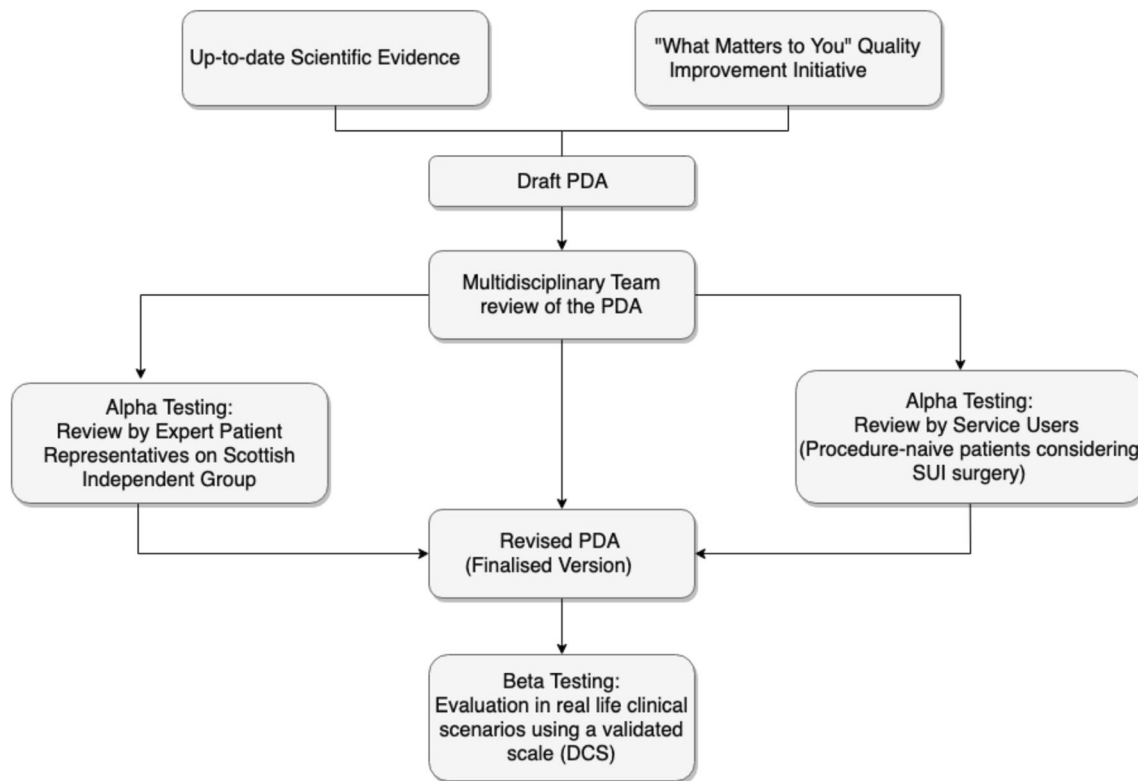 Up-to-date Scientific Evidence
"What Matters to You" Quality
Improvement Initiative
Draft PDA
Multidisciplinary Team
review of the PDA
Alpha Testing:
Review by Expert Patient
Representatives on Scottish
Independent Group
Alpha Testing:
Review by Service Users
(Procedure-naive patients considering
SUI surgery)
Revised PDA
(Finalised Version)
Beta Testing:
Evaluation in real life clinical
scenarios using a validated
scale (DCS)